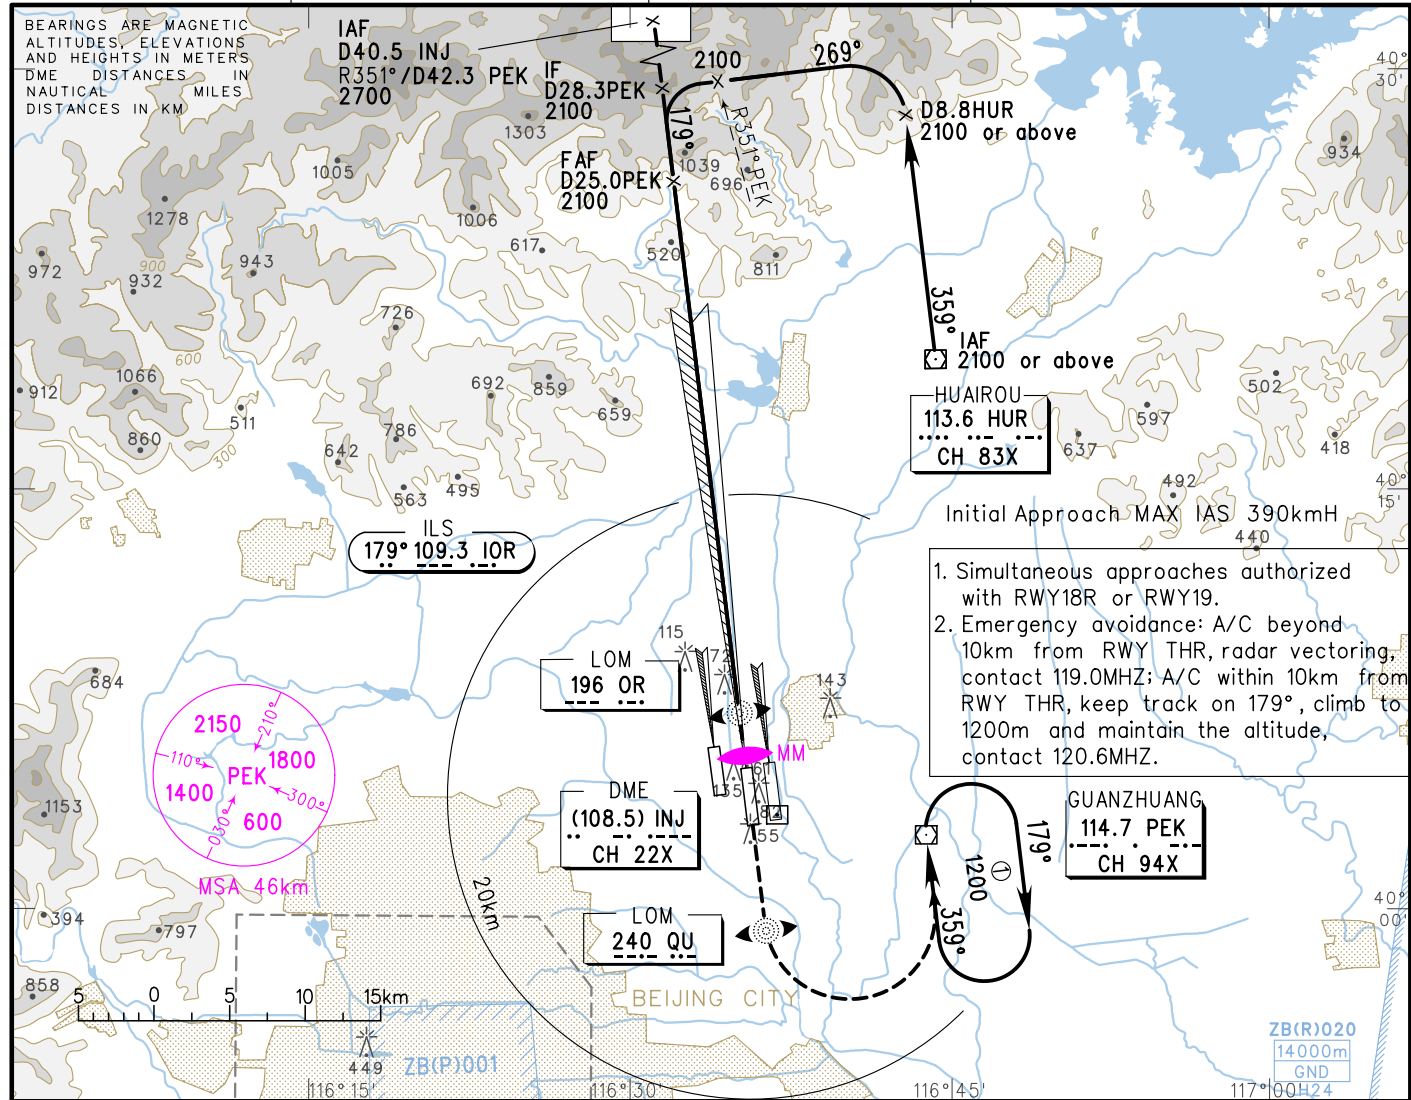 BEARINGS ARE MAGNETIC
ALTITUDES, ELEVATIONS
AND HEIGHTS IN METERS
DME DISTANCES IN
NAUTICAL MILES
DISTANCES IN KM
IAF
D40.5 INJ
R351°/D42.3 PEK
2700
IF
D28.3PEK
2100
FAF
D25.0PEK
2100
2100
269°
179°
R351° PEK
D8.8HUR
2100 or above
359°
IAF
2100 or above
HUAIROU
113.6 HUR
CH 83X
40°
30'
1303
1005
1278
1006
1039
696
934
972
932
900
943
617
520
811
726
600
912
1066
860
511
300
692
859
659
786
642
563
495
502
597
637
418
492
440
40°
15'
Initial Approach MAX IAS 390kmH
1. Simultaneous approaches authorized
with RWY18R or RWY19.
2. Emergency avoidance: A/C beyond
10km from RWY THR, radar vectoring,
contact 119.0MHZ; A/C within 10km from
RWY THR, keep track on 179°, climb to
1200m and maintain the altitude,
contact 120.6MHZ.
ILS
179° 109.3 IOR
LOM
196 OR
115
72
143
MM
135
61
82
55
DME
(108.5) INJ
CH 22X
LOM
240 QU
GUANZHUANG
114.7 PEK
CH 94X
179°
1200
①
359°
684
1153
394
797
858
2150
210°
110°
PEK
1800
1400
300°
030°
600
MSA 46km
20km
BEIJING CITY
5 0 5 10 15km
449
ZB(P)001
40°
00'
ZB(R)020
14000m
GND
H24
116°15'
116°30'
116°45'
117°00'